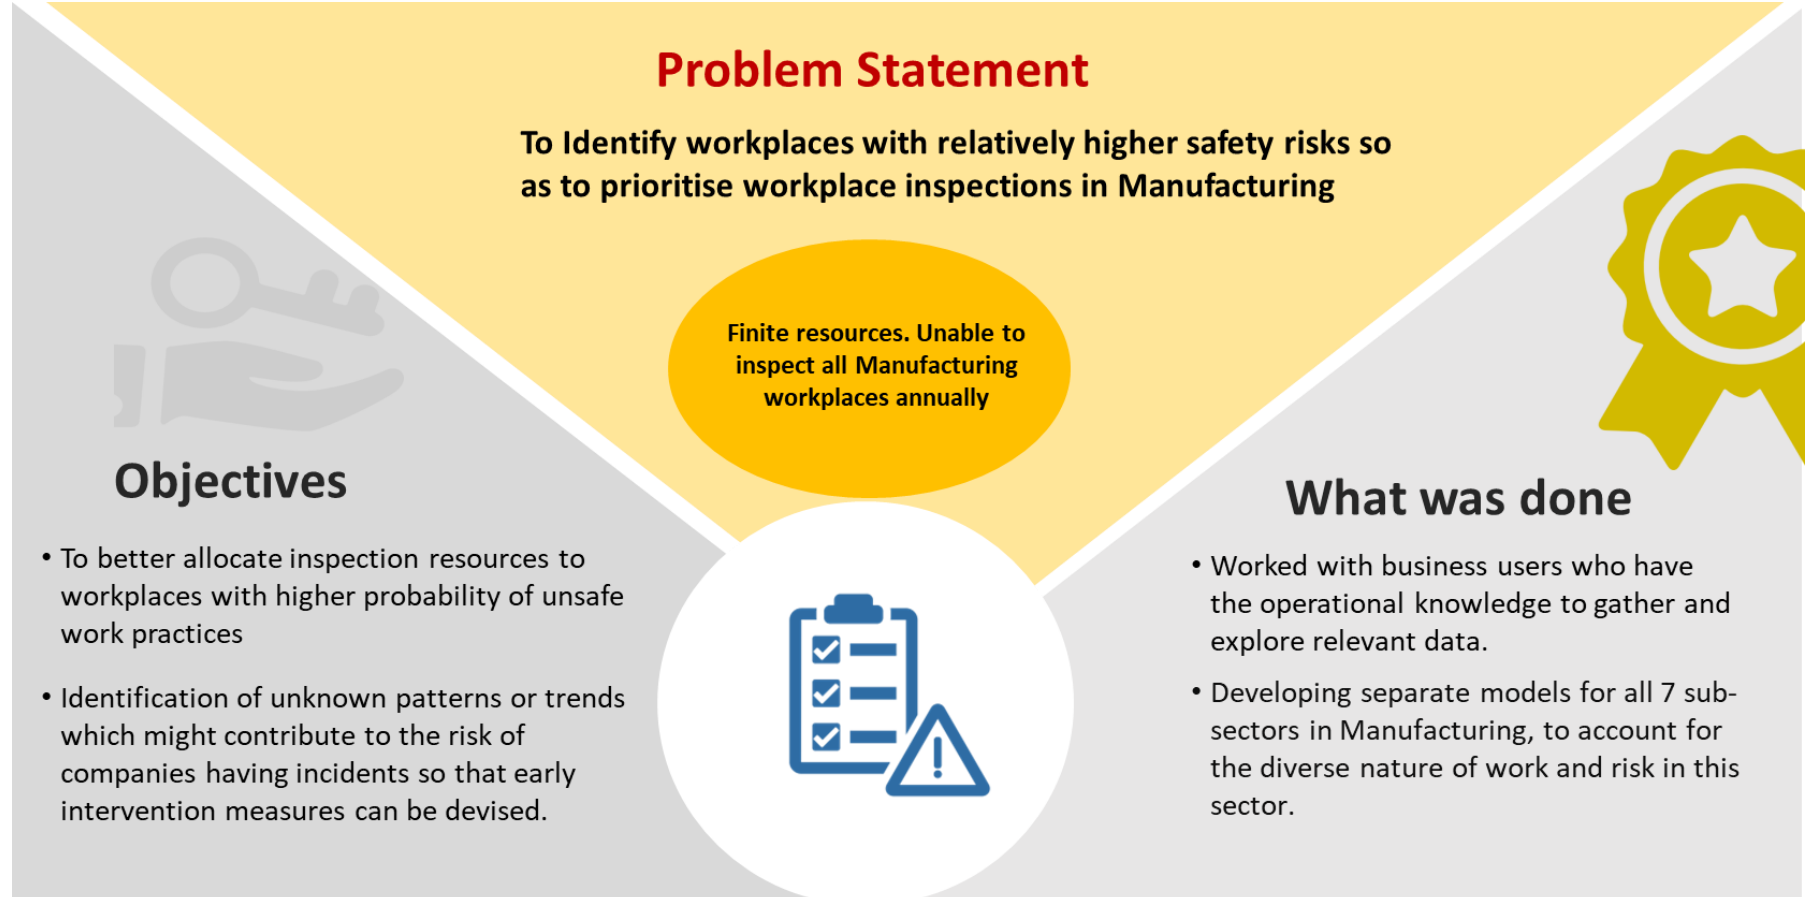 Problem Statement
To Identify workplaces with relatively higher safety risks so
as to prioritise workplace inspections in Manufacturing
Finite resources. Unable to
inspect all Manufacturing
workplaces annually
Objectives
• To better allocate inspection resources to
workplaces with higher probability of unsafe
work practices
• Identification of unknown patterns or trends
which might contribute to the risk of
companies having incidents so that early
intervention measures can be devised.
What was done
• Worked with business users who have
the operational knowledge to gather and
explore relevant data.
• Developing separate models for all 7 sub-
sectors in Manufacturing, to account for
the diverse nature of work and risk in this
sector.